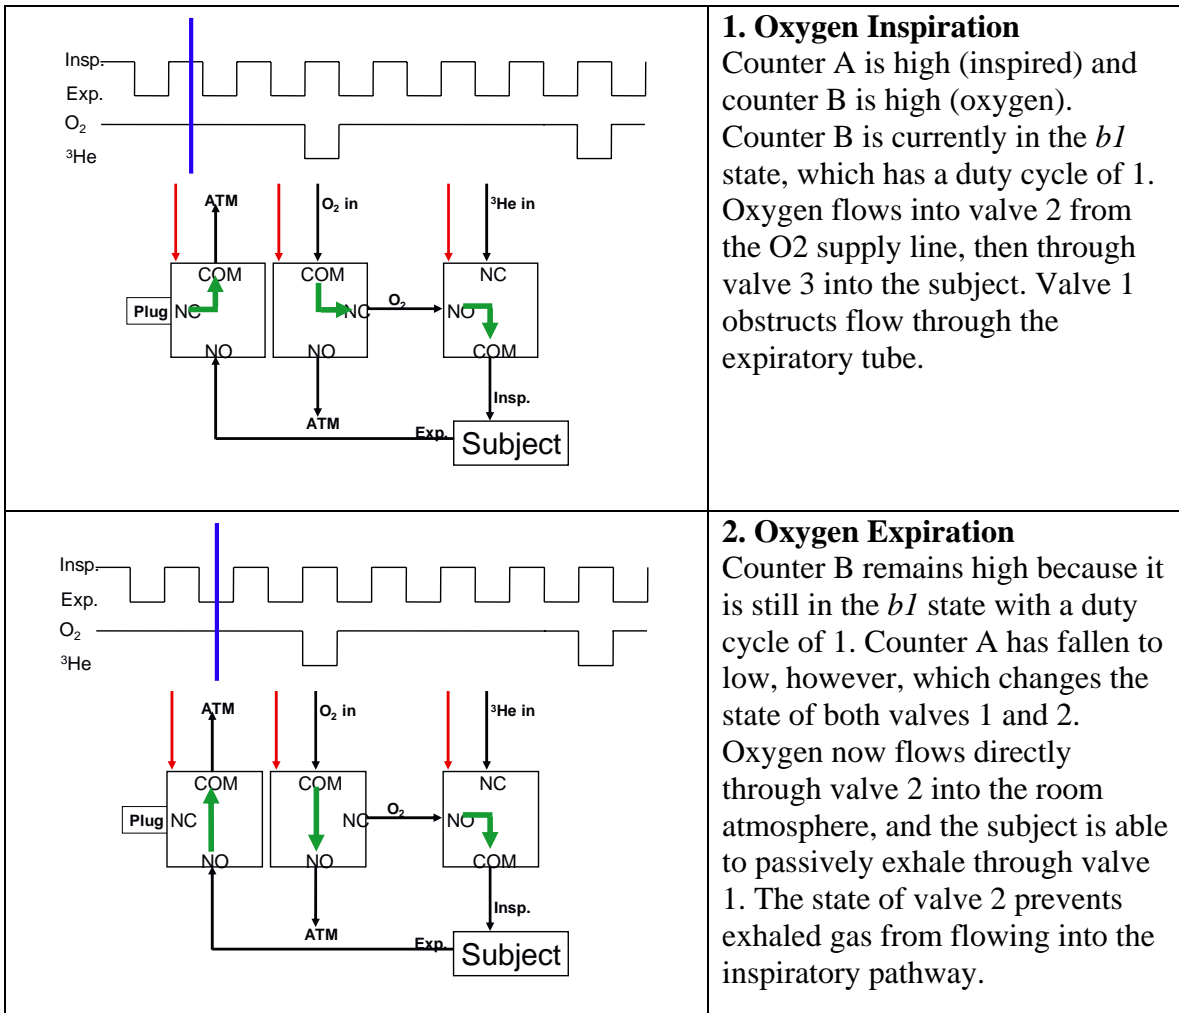 Insp.
Exp.
O2
3He
ATM
O2 in
3He in
COM
COM
NC
Plug
NC
NC
O2
NO
NO
NO
COM
Insp.
ATM
Exp.
Subject
1. Oxygen Inspiration
Counter A is high (inspired) and
counter B is high (oxygen).
Counter B is currently in the b1
state, which has a duty cycle of 1.
Oxygen flows into valve 2 from
the O2 supply line, then through
valve 3 into the subject. Valve 1
obstructs flow through the
expiratory tube.
Insp.
Exp.
O2
3He
ATM
O2 in
3He in
COM
COM
NC
Plug
NC
NC
O2
NO
NO
NO
COM
Insp.
ATM
Exp.
Subject
2. Oxygen Expiration
Counter B remains high because it
is still in the b1 state with a duty
cycle of 1. Counter A has fallen to
low, however, which changes the
state of both valves 1 and 2.
Oxygen now flows directly
through valve 2 into the room
atmosphere, and the subject is able
to passively exhale through valve
1. The state of valve 2 prevents
exhaled gas from flowing into the
inspiratory pathway.